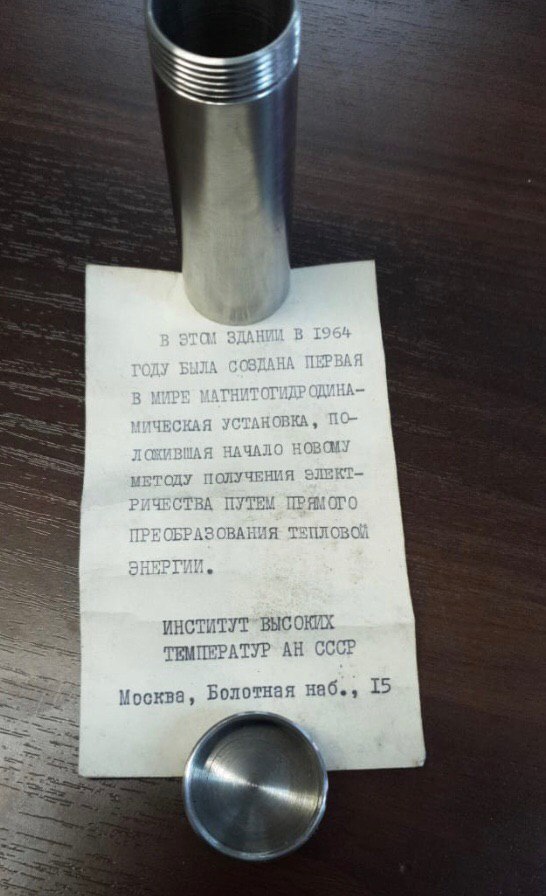 В ЭТОМ ЗДАНИИ В I964
ГОДУ БЫЛА СОЗДАНА ПЕРВАЯ
В МИРЕ МАГНИТОГИДРОДИНА-
МИЧЕСКАЯ УСТАНОВКА, ПО-
ЛОЖИВШАЯ НАЧАЛО НОВОМУ
МЕТОДУ ПОЛУЧЕНИЯ ЭЛЕКТ-
РИЧЕСТВА ПУТЕМ ПРЯМОГО
ПРЕОБРАЗОВАНИЯ ТЕПЛОВОЙ
ЭНЕРГИИ.
ИНСТИТУТ ВЫСОКИХ
ТЕМПЕРАТУР АН СССР
Москва, Болотная наб., I5